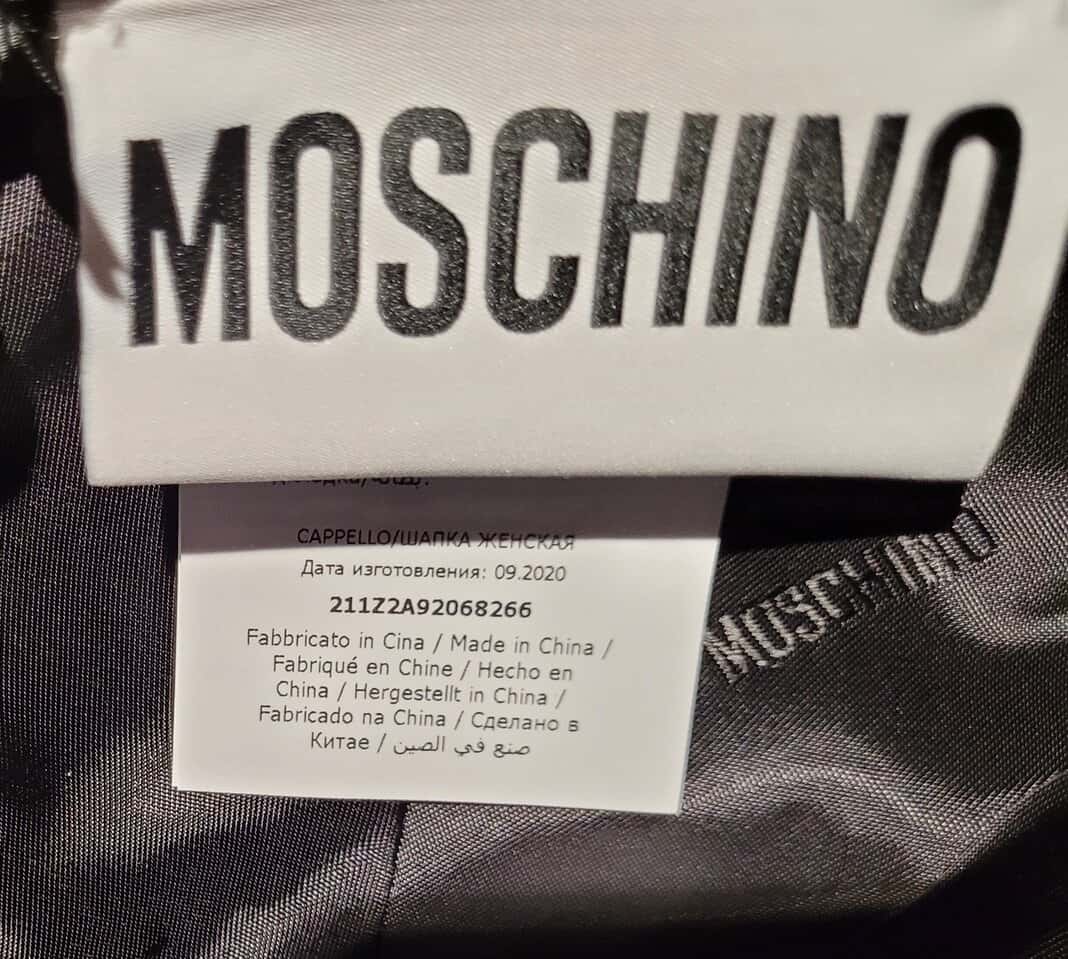 MOSCHINO
CAPPELLO/ШАПКА ЖЕНСКАЯ
Дата изготовления: 09.2020
211Z2A92068266
Fabbricato in Cina / Made in China /
Fabriqué en Chine / Hecho en
China / Hergestellt in China /
Fabricado na China / Сделано в
Китае / صنع في الصين
MOSCHINO